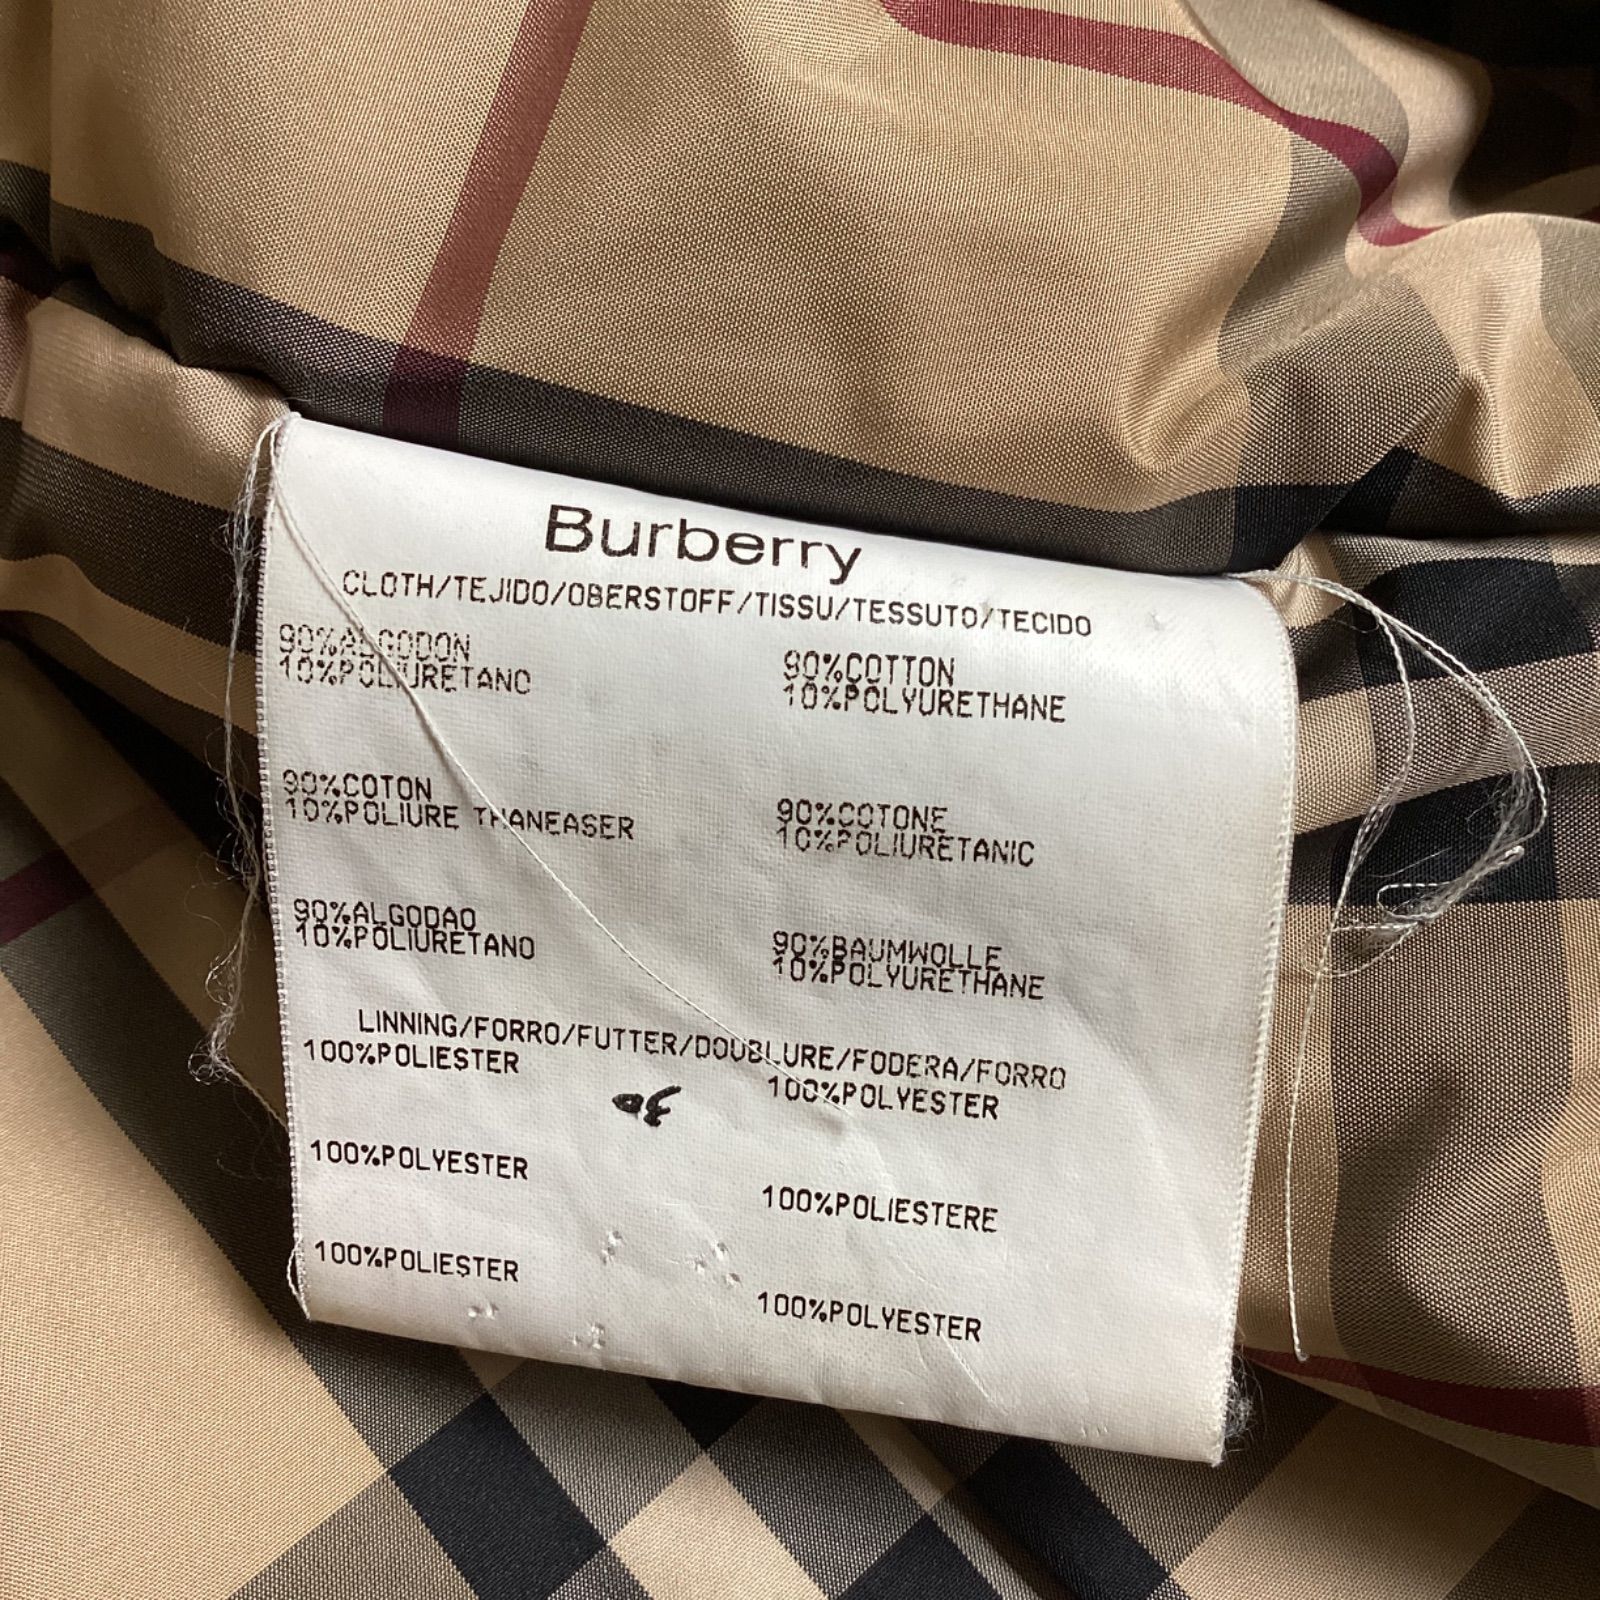 Burberry
CLOTH/TEJIDO/OBERSTOFF/TISSU/TESSUTO/TECIDO
90%ALGODON
10%POLIURETANO
90%COTTON
10%POLYURETHANE
90%COTON
10%POLIURE THANEASER
90%COTONE
10%POLIURETANIC
90%ALGODAO
10%POLIURETANO
90%BAUMWOLLE
10%POLYURETHANE
LINNING/FORRO/FUTTER/DOUBLURE/FODERA/FORRO
100%POLIESTER
100%POLYESTER
100%POLYESTER
100%POLIESTERE
100%POLIESTER
100%POLYESTER